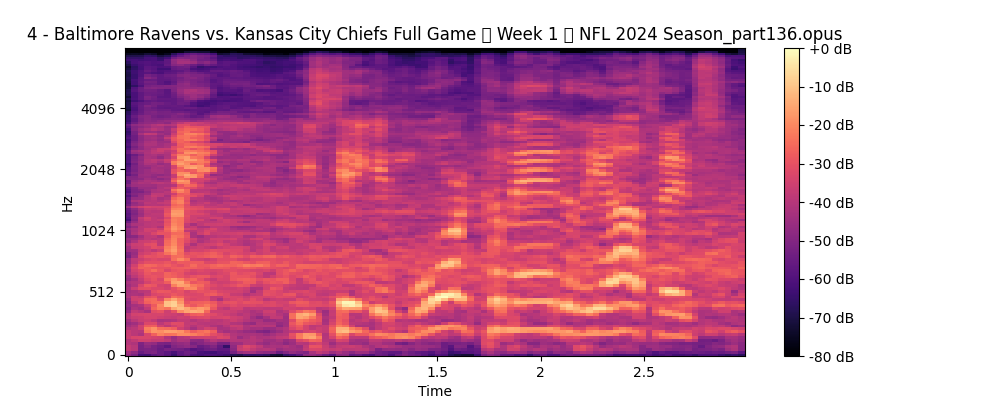 4 - Baltimore Ravens vs. Kansas City Chiefs Full Game ▯ Week 1 ▯ NFL 2024 Season_part136.opus
+0 dB
-10 dB
-20 dB
-30 dB
-40 dB
-50 dB
-60 dB
-70 dB
-80 dB
4096
2048
1024
512
0
Hz
0 0.5 1 1.5 2 2.5
Time